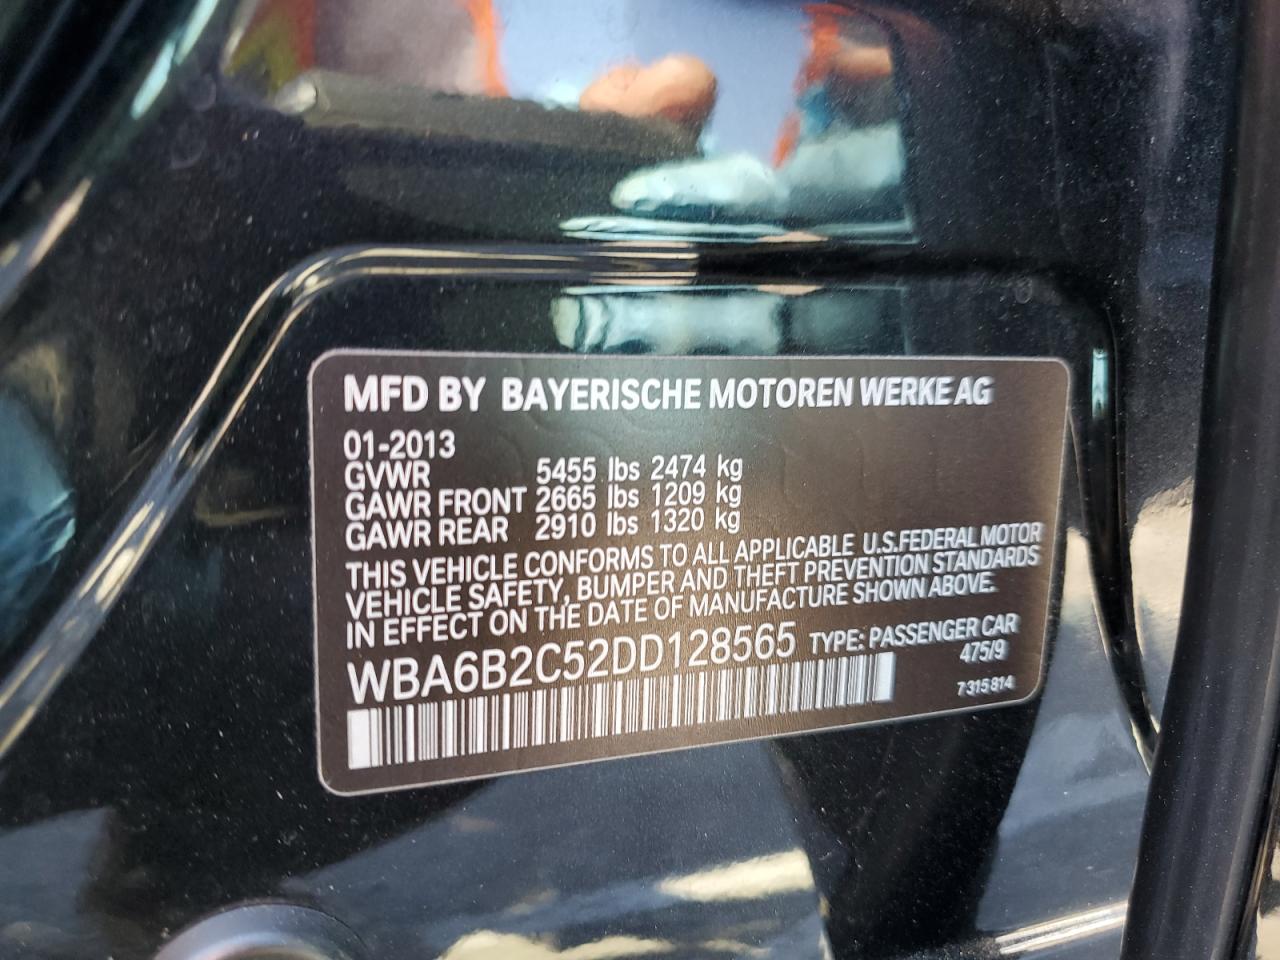 MFD BY BAYERISCHE MOTOREN WERKE AG
01-2013
GVWR 5455 lbs 2474 kg
GAWR FRONT 2665 lbs 1209 kg
GAWR REAR 2910 lbs 1320 kg
THIS VEHICLE CONFORMS TO ALL APPLICABLE U.S.FEDERAL MOTOR
VEHICLE SAFETY, BUMPER AND THEFT PREVENTION STANDARDS
IN EFFECT ON THE DATE OF MANUFACTURE SHOWN ABOVE.
WBA6B2C52DD128565 TYPE: PASSENGER CAR
475/9
7 315 814